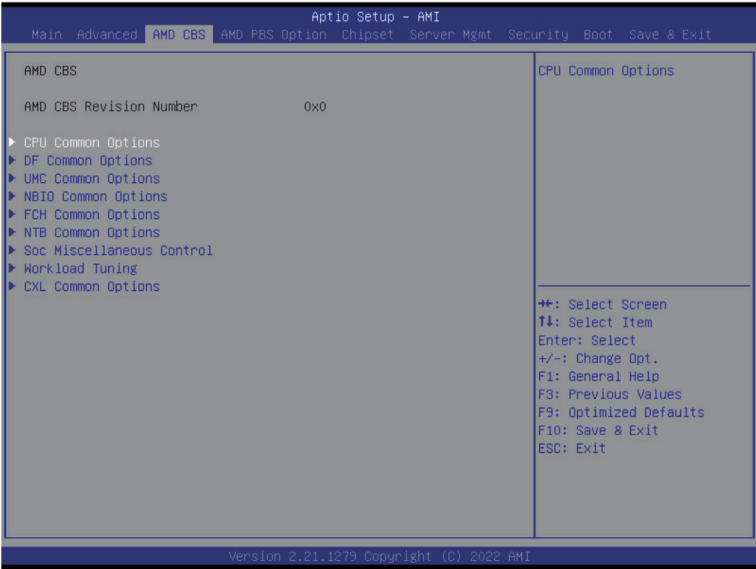 Aptio Setup - AMI
Main Advanced AMD CBS AMD PBS Option Chipset Server Mgmt Security Boot Save & Exit
AMD CBS
AMD CBS Revision Number 0x0
CPU Common Options
DF Common Options
UMC Common Options
NBIO Common Options
FCH Common Options
NTB Common Options
Soc Miscellaneous Control
Workload Tuning
CXL Common Options
CPU Common Options
→←: Select Screen
↑↓: Select Item
Enter: Select
+/-: Change Opt.
F1: General Help
F3: Previous Values
F9: Optimized Defaults
F10: Save & Exit
ESC: Exit
Version 2.21.1279 Copyright (C) 2022 AMI